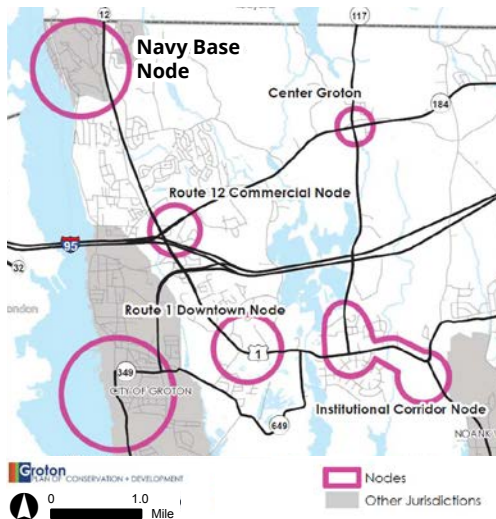 12
117
Navy Base
Node
Center Groton
184
Route 12 Commercial Node
95
32
Route 1 Downtown Node
1
349
CITY OF GROTON
Institutional Corridor Node
649
NOANK
Groton
PLAN OF CONSERVATION + DEVELOPMENT
Nodes
Other Jurisdictions
0 1.0
Mile